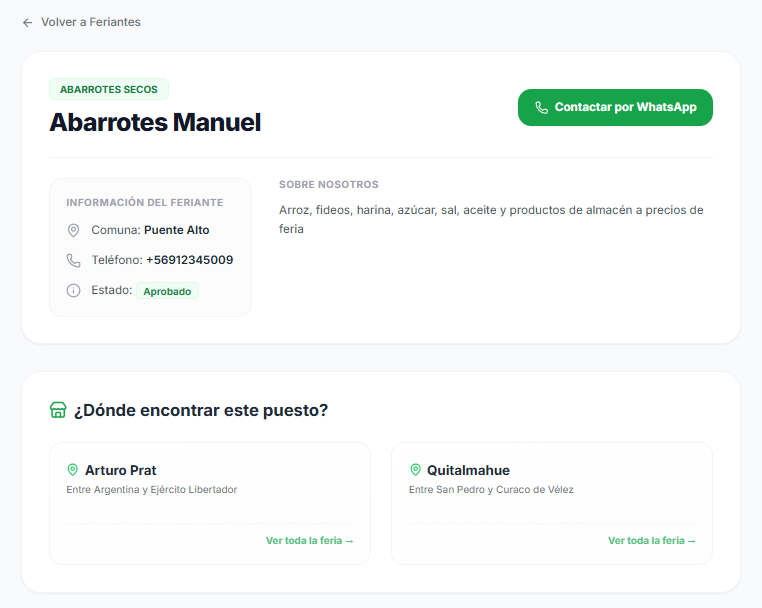 ← Volver a Feriantes
ABARROTES SECOS
Abarrotes Manuel
Contactar por WhatsApp
INFORMACIÓN DEL FERIANTE
Comuna: Puente Alto
Teléfono: +56912345009
Estado: Aprobado
SOBRE NOSOTROS
Arroz, fideos, harina, azúcar, sal, aceite y productos de almacén a precios de
feria
¿Dónde encontrar este puesto?
Arturo Prat
Entre Argentina y Ejército Libertador
Ver toda la feria →
Quitalmahue
Entre San Pedro y Curaco de Vélez
Ver toda la feria →